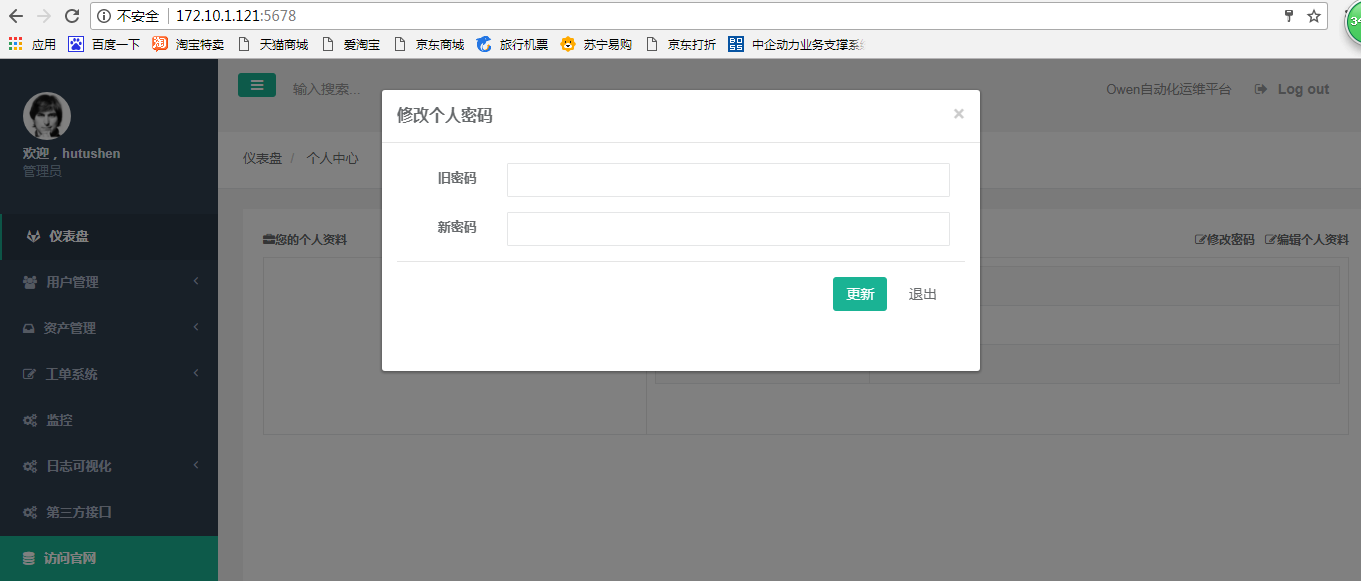 不安全 172.10.1.121:5678
应用 百度一下 淘宝特卖 天猫商城 爱淘宝 京东商城 旅行机票 苏宁易购 京东打折 中企动力业务支撑系
输入搜索...
Owen自动化运维平台 Log out
欢迎，hutushen
管理员
仪表盘
用户管理
资产管理
工单系统
监控
日志可视化
第三方接口
访问官网
仪表盘 / 个人中心
您的个人资料
修改密码 编辑个人资料
修改个人密码 ×
旧密码
新密码
更新 退出